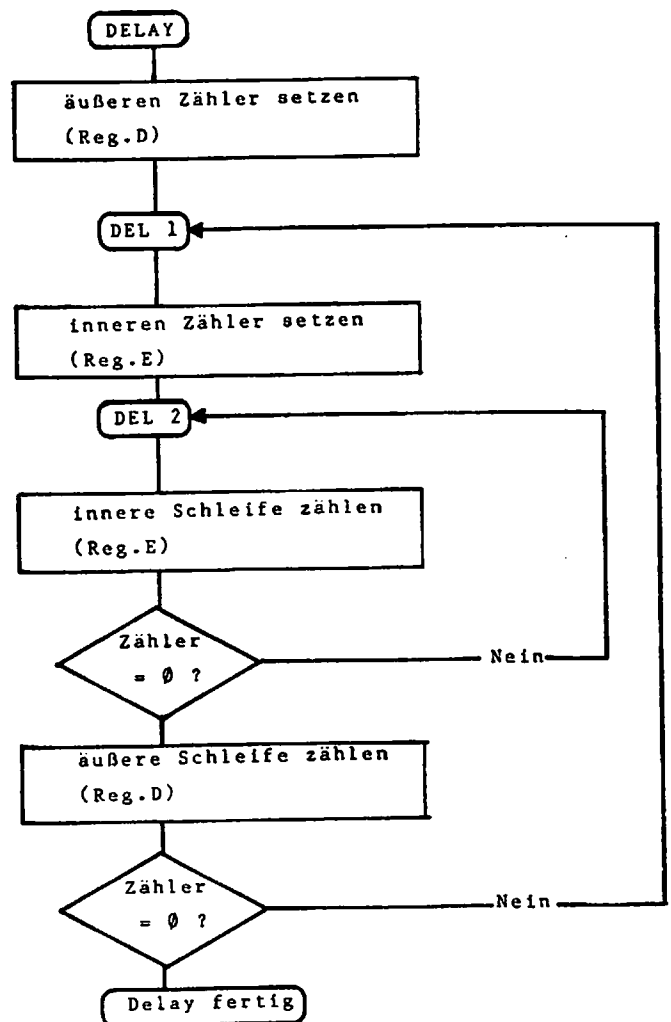 DELAY
äußeren Zähler setzen
(Reg.D)
DEL 1
inneren Zähler setzen
(Reg.E)
DEL 2
innere Schleife zählen
(Reg.E)
Zähler
= Ø ?
Nein
äußere Schleife zählen
(Reg.D)
Zähler
= Ø ?
Nein
Delay fertig